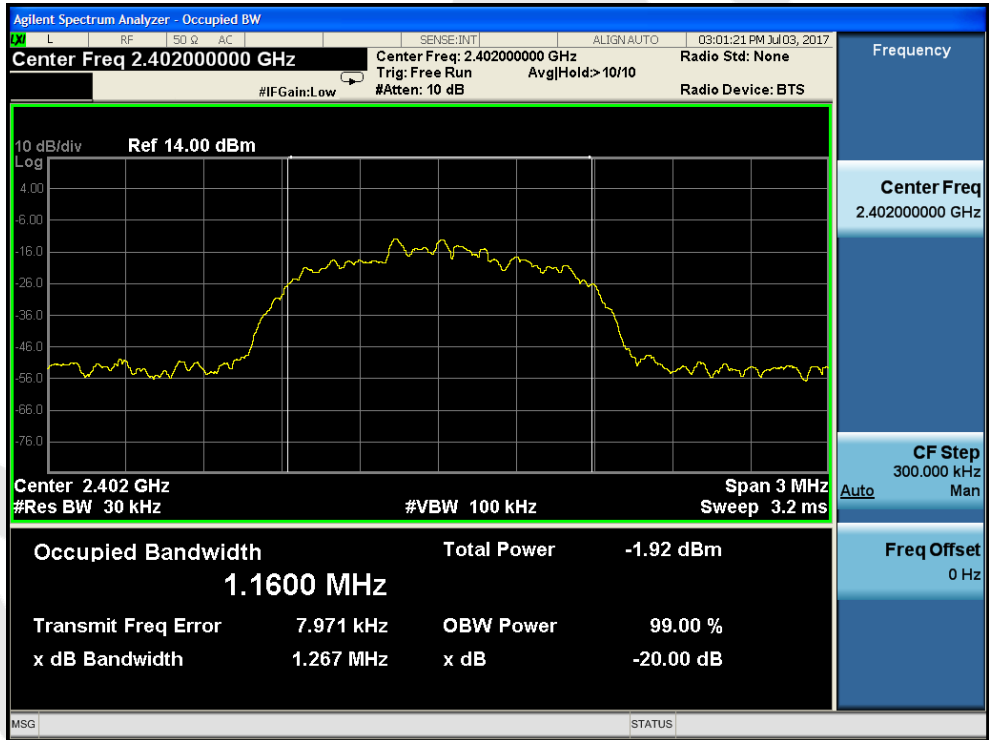 Agilent Spectrum Analyzer - Occupied BW
LXI L RF 50 Ω AC SENSE:INT ALIGN AUTO 03:01:21 PM Jul 03, 2017
Center Freq 2.402000000 GHz
#IFGain:Low
Center Freq: 2.402000000 GHz
Trig: Free Run Avg|Hold:>10/10
#Atten: 10 dB
Radio Std: None
Radio Device: BTS
10 dB/div Ref 14.00 dBm
Log
4.00
-6.00
-16.0
-26.0
-36.0
-46.0
-56.0
-66.0
-76.0
Center 2.402 GHz Span 3 MHz
#Res BW 30 kHz #VBW 100 kHz Sweep 3.2 ms
Occupied Bandwidth Total Power -1.92 dBm
1.1600 MHz
Transmit Freq Error 7.971 kHz OBW Power 99.00 %
x dB Bandwidth 1.267 MHz x dB -20.00 dB
Frequency
Center Freq
2.402000000 GHz
CF Step
300.000 kHz
Auto Man
Freq Offset
0 Hz
MSG STATUS